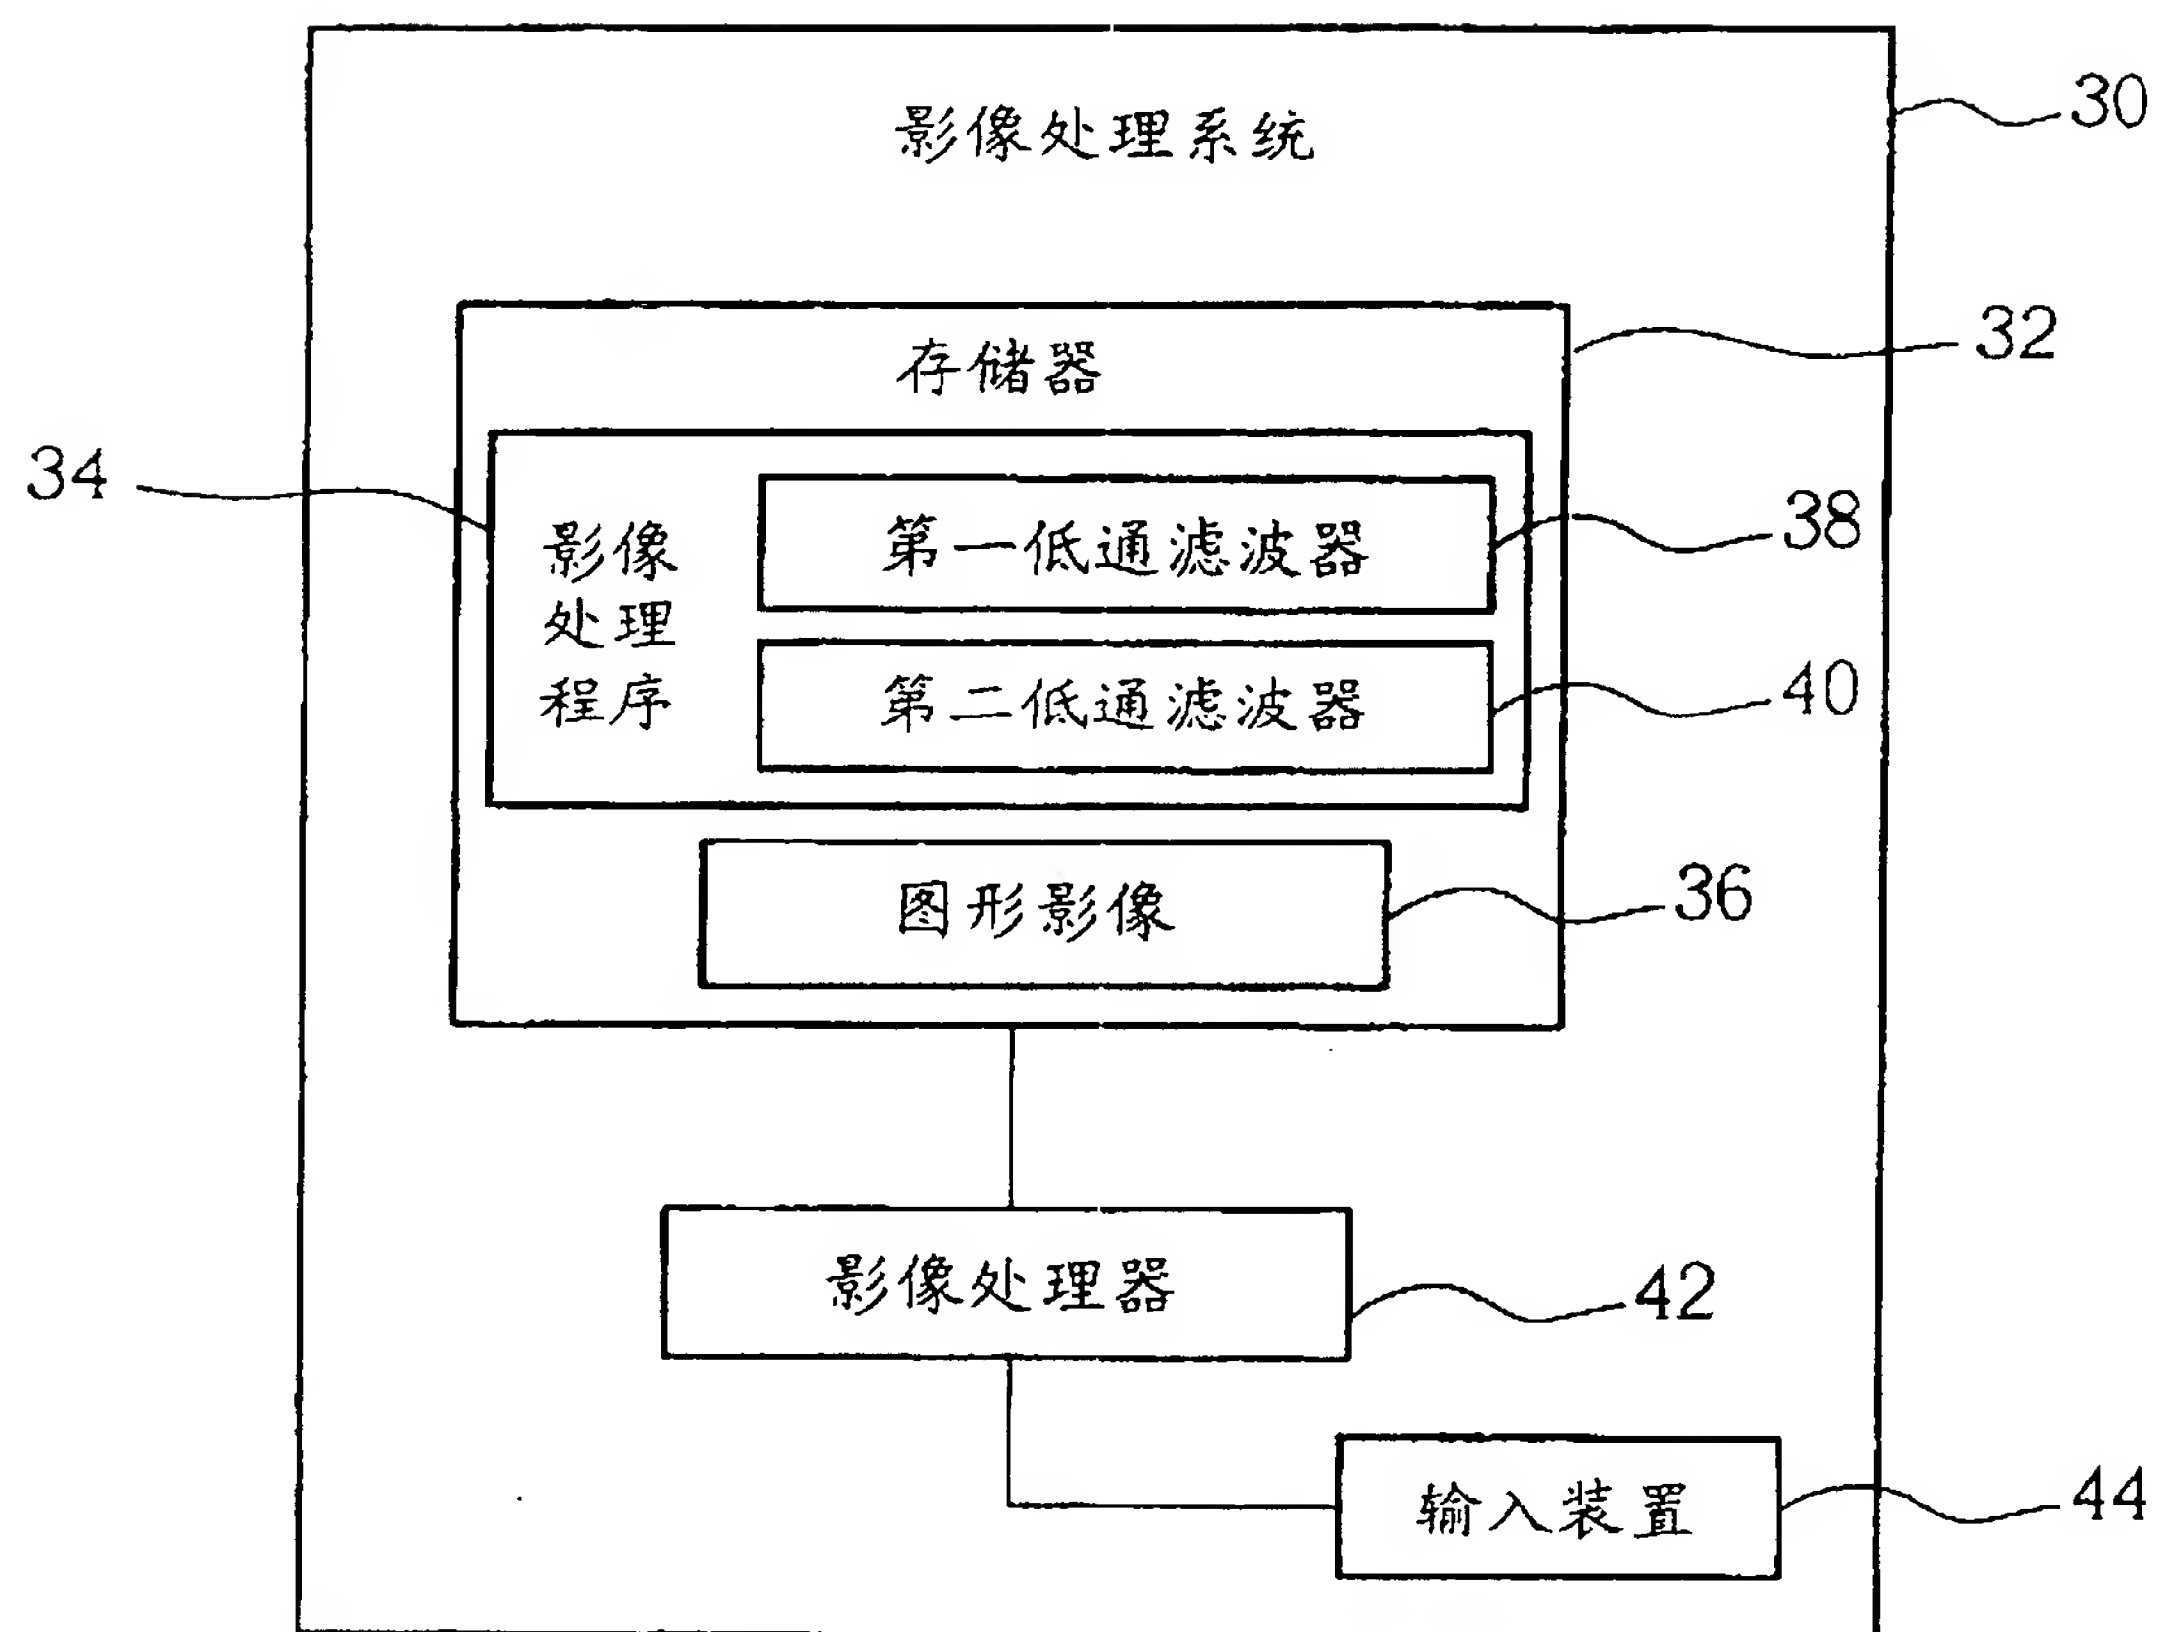 影像处理系统
30
存储器
32
34
影像
处理
程序
第一低通滤波器
38
第二低通滤波器
40
图形影像
36
影像处理器
42
输入装置
44